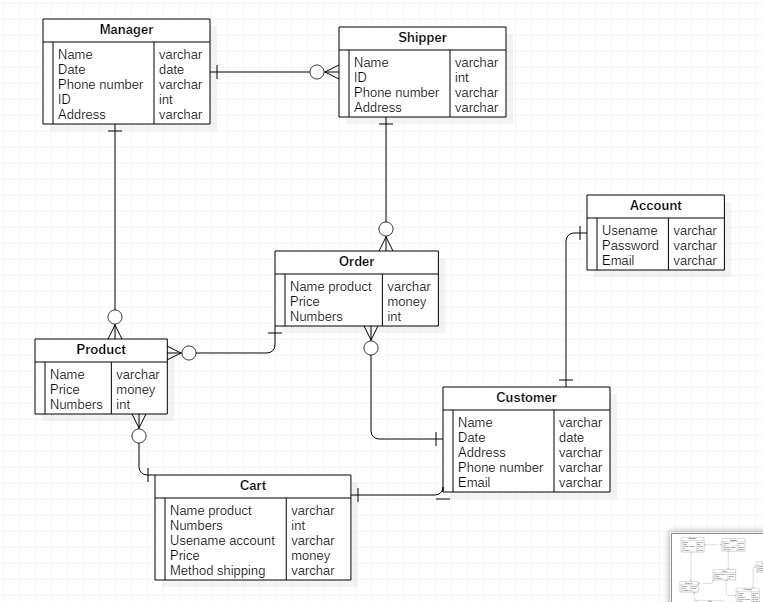 Manager
Name varchar
Date date
Phone number varchar
ID int
Address varchar
Shipper
Name varchar
ID int
Phone number varchar
Address varchar
Account
Usename varchar
Password varchar
Email varchar
Order
Name product varchar
Price money
Numbers int
Product
Name varchar
Price money
Numbers int
Customer
Name varchar
Date date
Address varchar
Phone number varchar
Email varchar
Cart
Name product varchar
Numbers int
Usename account varchar
Price money
Method shipping varchar